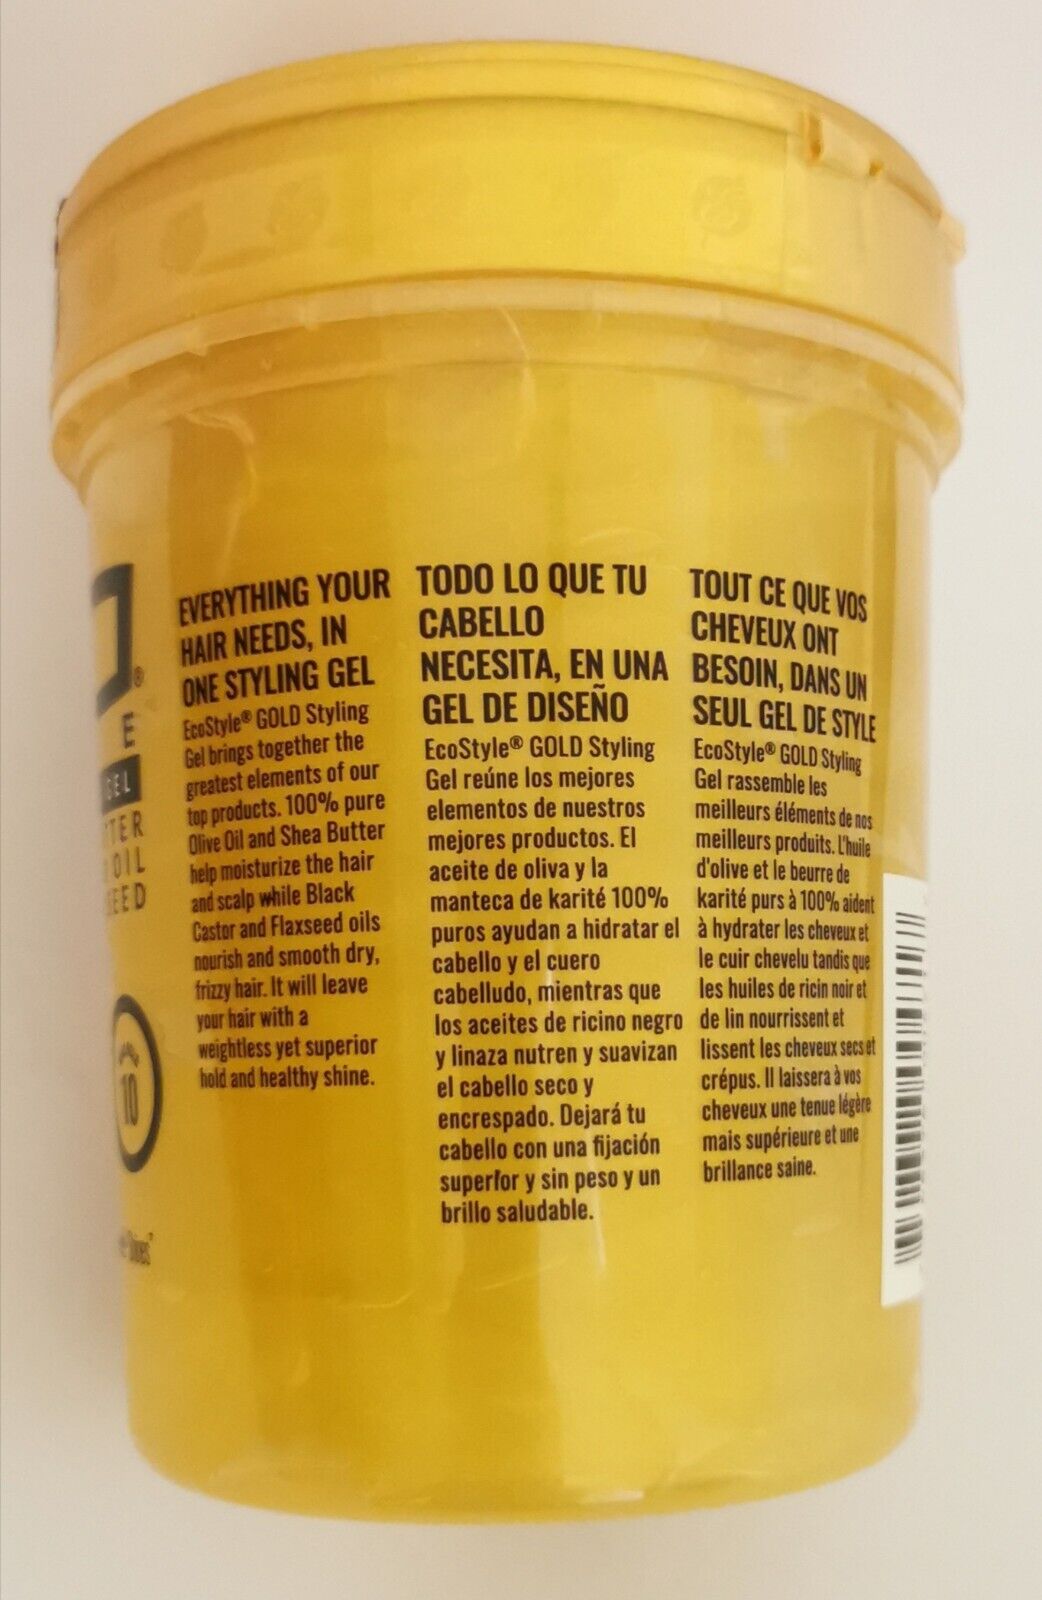 ®
E
GEL
TTER
OIL
EED
10
Shines™
EVERYTHING YOUR
HAIR NEEDS, IN
ONE STYLING GEL
EcoStyle® GOLD Styling
Gel brings together the
greatest elements of our
top products. 100% pure
Olive Oil and Shea Butter
help moisturize the hair
and scalp while Black
Castor and Flaxseed oils
nourish and smooth dry,
frizzy hair. It will leave
your hair with a
weightless yet superior
hold and healthy shine.
TODO LO QUE TU
CABELLO
NECESITA, EN UNA
GEL DE DISEÑO
EcoStyle® GOLD Styling
Gel reúne los mejores
elementos de nuestros
mejores productos. El
aceite de oliva y la
manteca de karité 100%
puros ayudan a hidratar el
cabello y el cuero
cabelludo, mientras que
los aceites de ricino negro
y linaza nutren y suavizan
el cabello seco y
encrespado. Dejará tu
cabello con una fijación
superior y sin peso y un
brillo saludable.
TOUT CE QUE VOS
CHEVEUX ONT
BESOIN, DANS UN
SEUL GEL DE STYLE
EcoStyle® GOLD Styling
Gel rassemble les
meilleurs éléments de nos
meilleurs produits. L'huile
d'olive et le beurre de
karité purs à 100% aident
à hydrater les cheveux et
le cuir chevelu tandis que
les huiles de ricin noir et
de lin nourrissent et
lissent les cheveux secs et
crépus. Il laissera à vos
cheveux une tenue légère
mais supérieure et une
brillance saine.